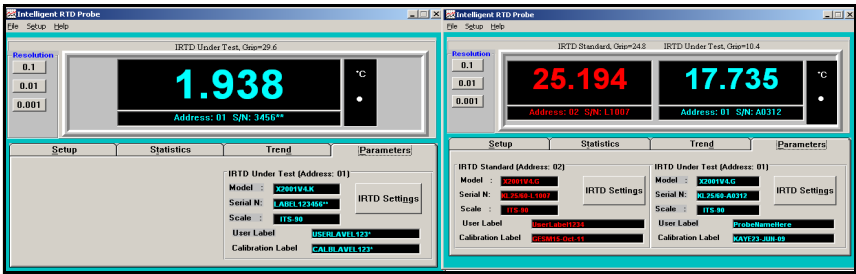 Intelligent RTD Probe
File Setup Help
IRTD Under Test, Grip=29.6
Resolution
0.1
0.01
0.001
1.938
°C
Address: 01 S/N: 3456**
Setup Statistics Trend Parameters
IRTD Under Test (Address: 01)
Model : X2001V4.K
Serial N: LABEL123456**
Scale : ITS-90
IRTD Settings
User Label USERLAVEL123*
Calibration Label CALBLAVEL123*
Intelligent RTD Probe
File Setup Help
IRTD Standard, Grip=24.8 IRTD Under Test, Grip=10.4
Resolution
0.1
0.01
0.001
25.194 17.735
°C
Address: 02 S/N: L1007 Address: 01 S/N: A0312
Setup Statistics Trend Parameters
IRTD Standard (Address: 02) IRTD Under Test (Address: 01)
Model : X2001V4.G Model : X2001V4.G
Serial N: KL25/60-L1007 Serial N: KL25/60-A0312
Scale : ITS-90 Scale : ITS-90
IRTD Settings IRTD Settings
User Label UserLabel1234 User Label ProbeNameHere
Calibration Label Calibration Label KAYE23-JUN-09